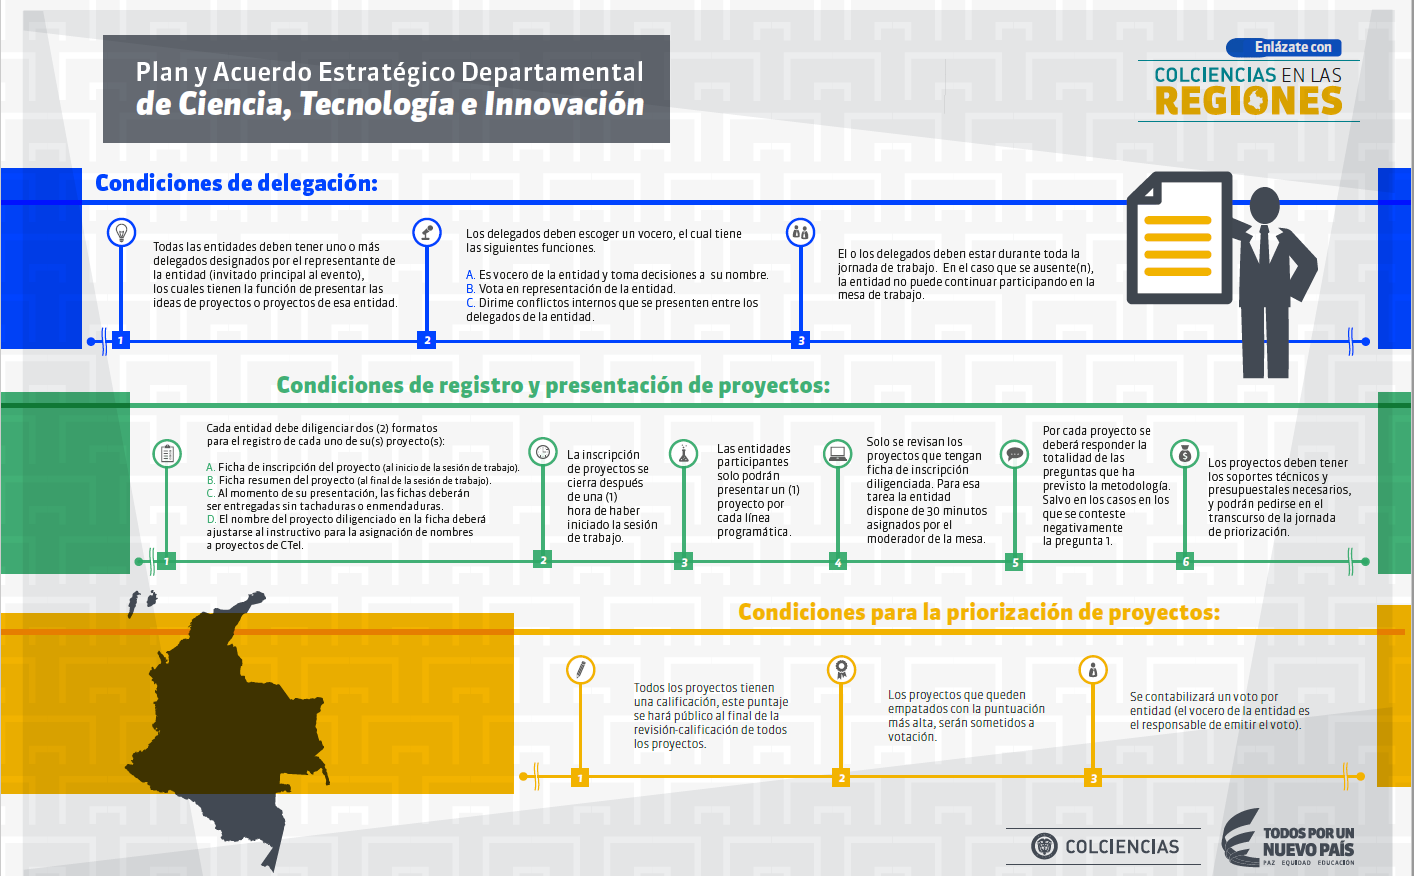 Plan y Acuerdo Estratégico Departamental
de Ciencia, Tecnología e Innovación
Enlázate con
COLCIENCIAS EN LAS
REGIONES
Condiciones de delegación:
Todas las entidades deben tener uno o más
delegados designados por el representante de
la entidad (invitado principal al evento),
los cuales tienen la función de presentar las
ideas de proyectos o proyectos de esa entidad.
1
Los delegados deben escoger un vocero, el cual tiene
las siguientes funciones.
A. Es vocero de la entidad y toma decisiones a su nombre.
B. Vota en representación de la entidad.
C. Dirime conflictos internos que se presenten entre los
delegados de la entidad.
2
El o los delegados deben estar durante toda la
jornada de trabajo. En el caso que se ausente(n),
la entidad no puede continuar participando en la
mesa de trabajo.
3
Condiciones de registro y presentación de proyectos:
Cada entidad debe diligenciar dos (2) formatos
para el registro de cada uno de su(s) proyecto(s):
A. Ficha de inscripción del proyecto (al inicio de la sesión de trabajo).
B. Ficha resumen del proyecto (al final de la sesión de trabajo).
C. Al momento de su presentación, las fichas deberán
ser entregadas sin tachaduras o enmendaduras.
D. El nombre del proyecto diligenciado en la ficha deberá
ajustarse al instructivo para la asignación de nombres
a proyectos de CTeI.
1
La inscripción
de proyectos se
cierra después
de una (1)
hora de haber
iniciado la sesión
de trabajo.
2
Las entidades
participantes
solo podrán
presentar un (1)
proyecto por
cada línea
programática.
3
Solo se revisan los
proyectos que tengan
ficha de inscripción
diligenciada. Para esa
tarea la entidad
dispone de 30 minutos
asignados por el
moderador de la mesa.
4
Por cada proyecto se
deberá responder la
totalidad de las
preguntas que ha
previsto la metodología.
Salvo en los casos en los
que se conteste
negativamente
la pregunta 1.
5
Los proyectos deben tener
los soportes técnicos y
presupuestales necesarios,
y podrán pedirse en el
transcurso de la jornada
de priorización.
6
Condiciones para la priorización de proyectos:
Todos los proyectos tienen
una calificación, este puntaje
se hará público al final de la
revisión-calificación de todos
los proyectos.
1
Los proyectos que queden
empatados con la puntuación
más alta, serán sometidos a
votación.
2
Se contabilizará un voto por
entidad (el vocero de la entidad es
el responsable de emitir el voto).
3
COLCIENCIAS
TODOS POR UN
NUEVO PAÍS
PAZ EQUIDAD EDUCACIÓN